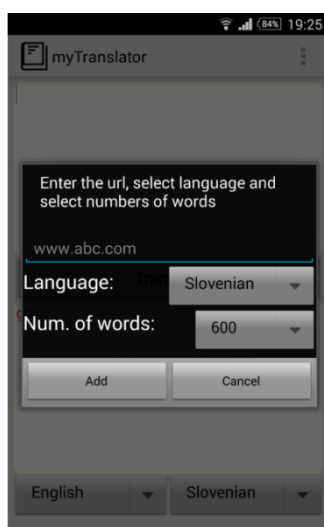 84% 19:25
myTranslator
Enter the url, select language and
select numbers of words
www.abc.com
Language: Slovenian
Num. of words: 600
Add Cancel
English Slovenian